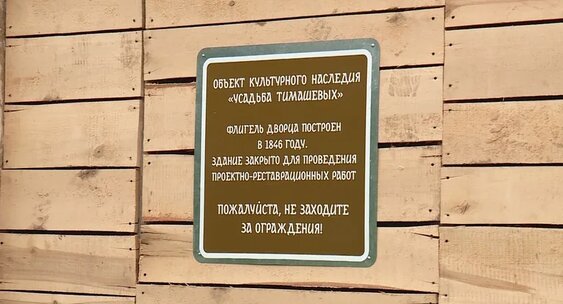 ОБЪЕКТ КУЛЬТУРНОГО НАСЛЕДИЯ
«УСАДЬБА ТИМАШЕВЫХ»
ФЛИГЕЛЬ ДВОРЦА ПОСТРОЕН
В 1846 ГОДУ.
ЗДАНИЕ ЗАКРЫТО ДЛЯ ПРОВЕДЕНИЯ
ПРОЕКТНО-РЕСТАВРАЦИОННЫХ РАБОТ
ПОЖАЛУЙСТА, НЕ ЗАХОДИТЕ
ЗА ОГРАЖДЕНИЯ!